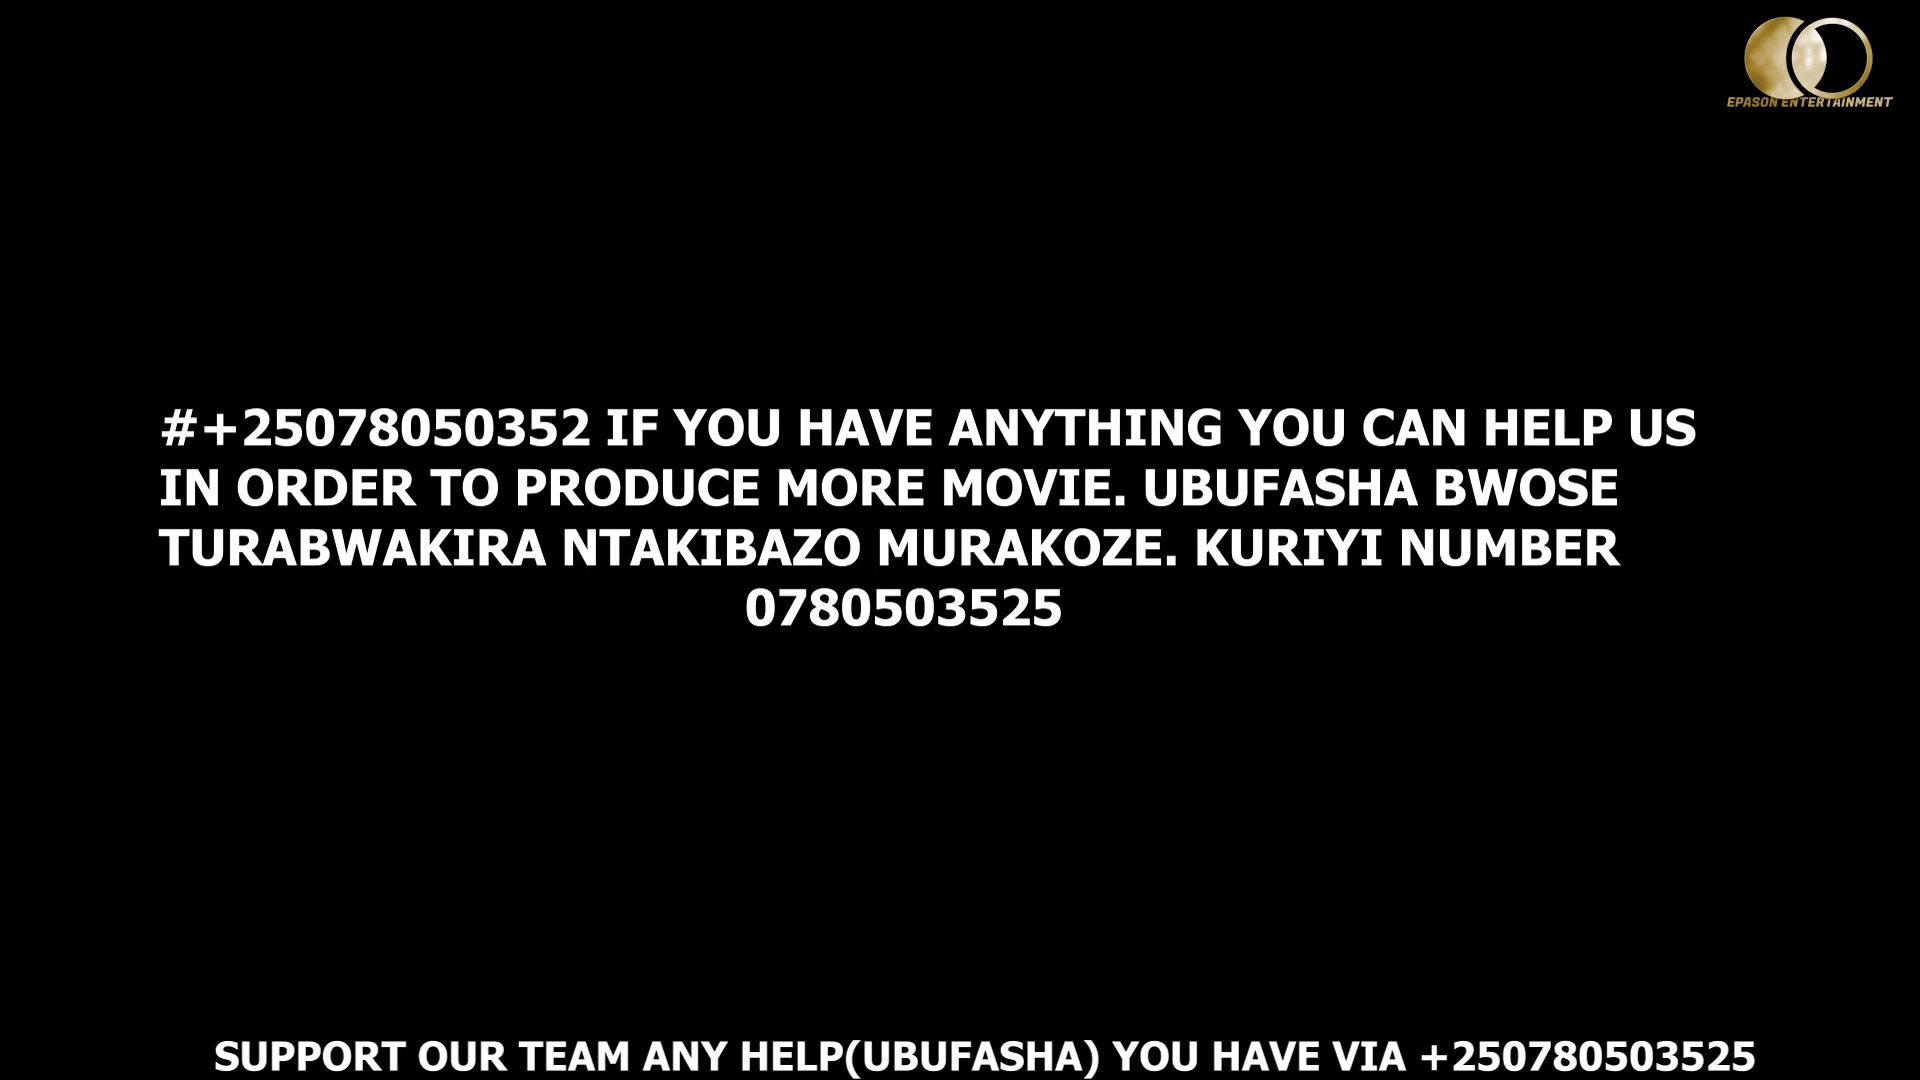 EPASON ENTERTAINMENT
#+25078050352 IF YOU HAVE ANYTHING YOU CAN HELP US
IN ORDER TO PRODUCE MORE MOVIE. UBUFASHA BWOSE
TURABWAKIRA NTAKIBAZO MURAKOZE. KURIYI NUMBER
0780503525
SUPPORT OUR TEAM ANY HELP(UBUFASHA) YOU HAVE VIA +250780503525